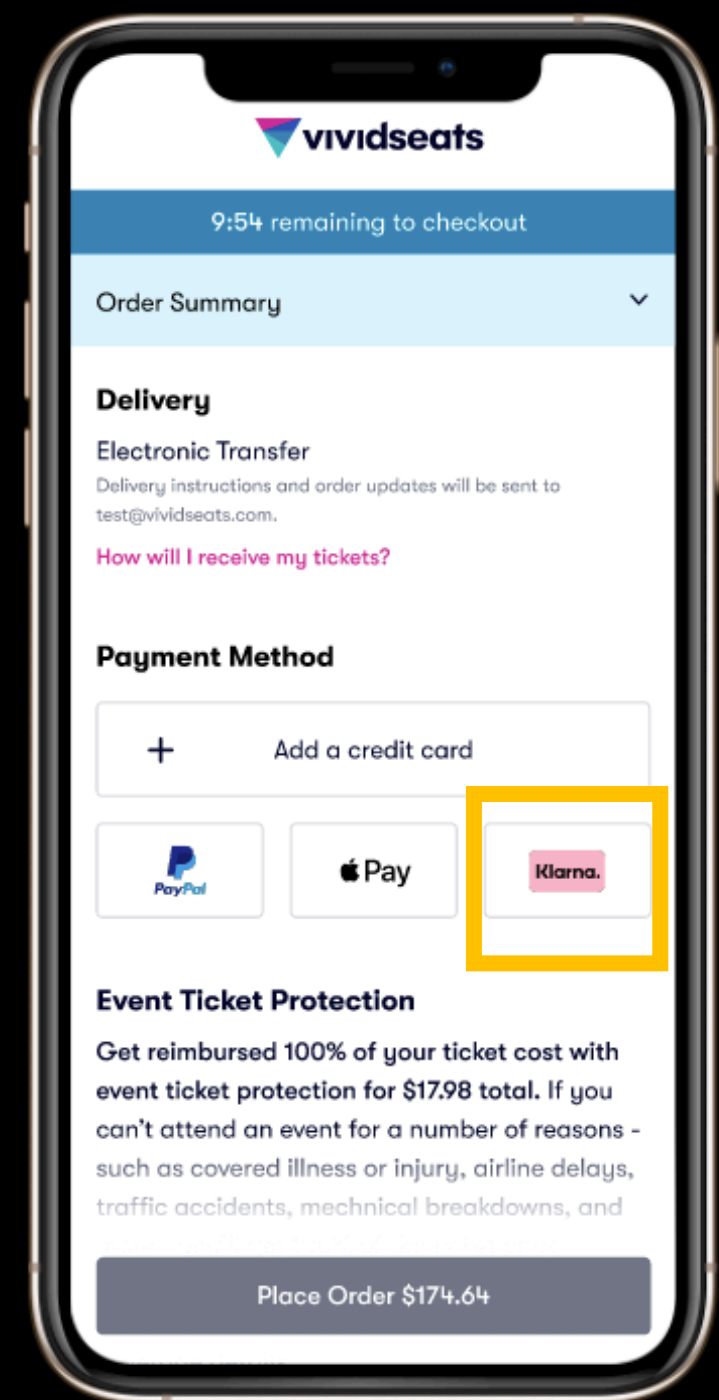 vividseats
9:54 remaining to checkout
Order Summary
Delivery
Electronic Transfer
Delivery instructions and order updates will be sent to
test@vividseats.com.
How will I receive my tickets?
Payment Method
+ Add a credit card
PayPal
Pay
Klarna.
Event Ticket Protection
Get reimbursed 100% of your ticket cost with
event ticket protection for $17.98 total. If you
can't attend an event for a number of reasons -
such as covered illness or injury, airline delays,
traffic accidents, mechnical breakdowns, and
Place Order $174.64